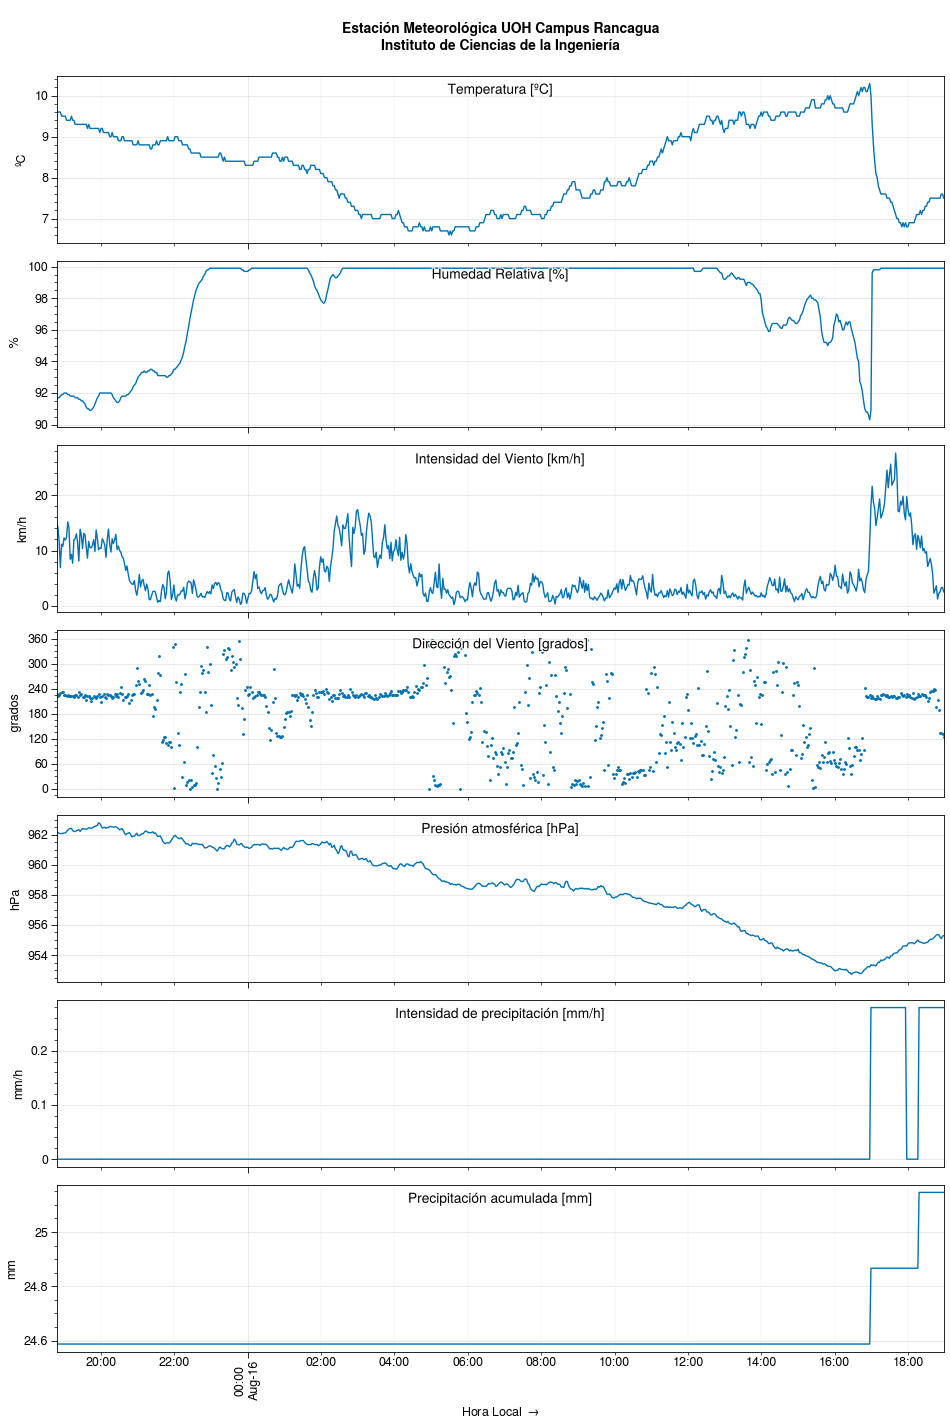 Estación Meteorológica UOH Campus Rancagua
Instituto de Ciencias de la Ingeniería
Temperatura [ºC]
ºC
10
9
8
7
Humedad Relativa [%]
%
100
98
96
94
92
90
Intensidad del Viento [km/h]
km/h
20
10
0
Dirección del Viento [grados]
grados
360
300
240
180
120
60
0
Presión atmosférica [hPa]
hPa
962
960
958
956
954
Intensidad de precipitación [mm/h]
mm/h
0.2
0.1
0
Precipitación acumulada [mm]
mm
25
24.8
24.6
20:00
22:00
00:00
Aug-16
02:00
04:00
06:00
08:00
10:00
12:00
14:00
16:00
18:00
Hora Local →